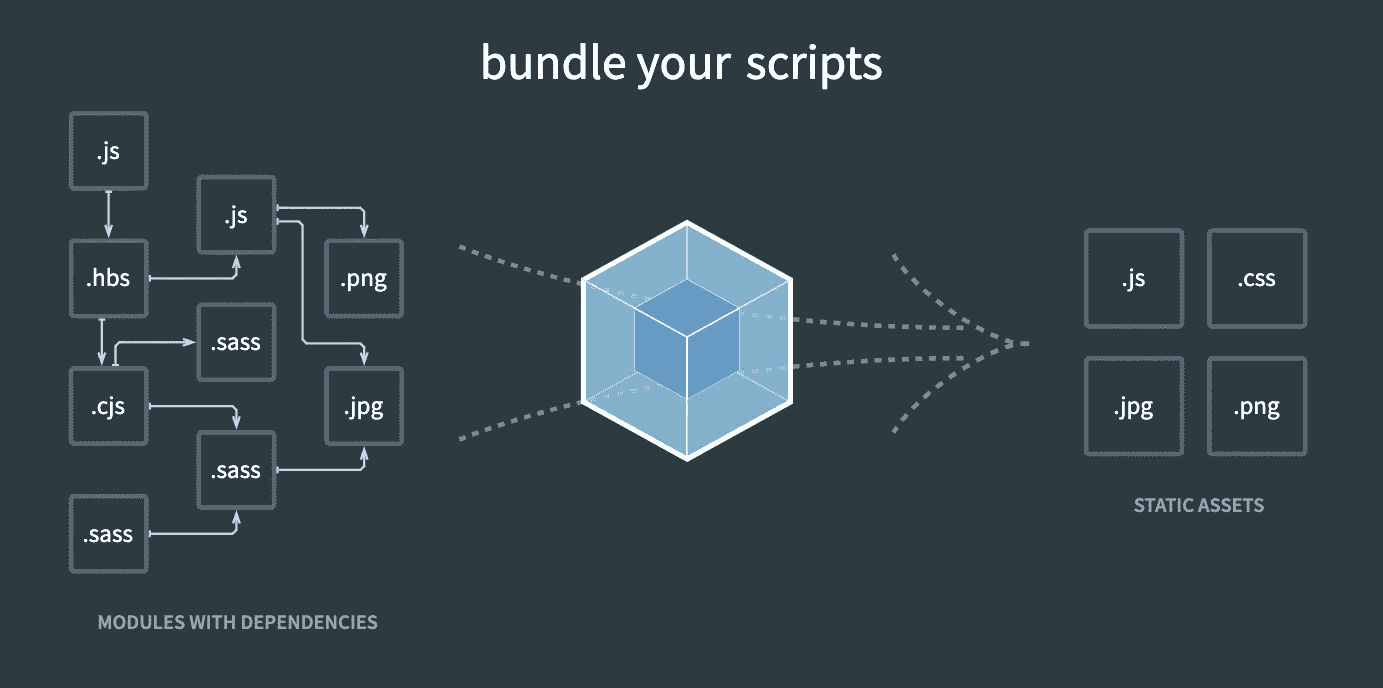 bundle your scripts
.js
.js
.hbs
.png
.sass
.cjs
.jpg
.sass
.sass
MODULES WITH DEPENDENCIES
.js
.css
.jpg
.png
STATIC ASSETS